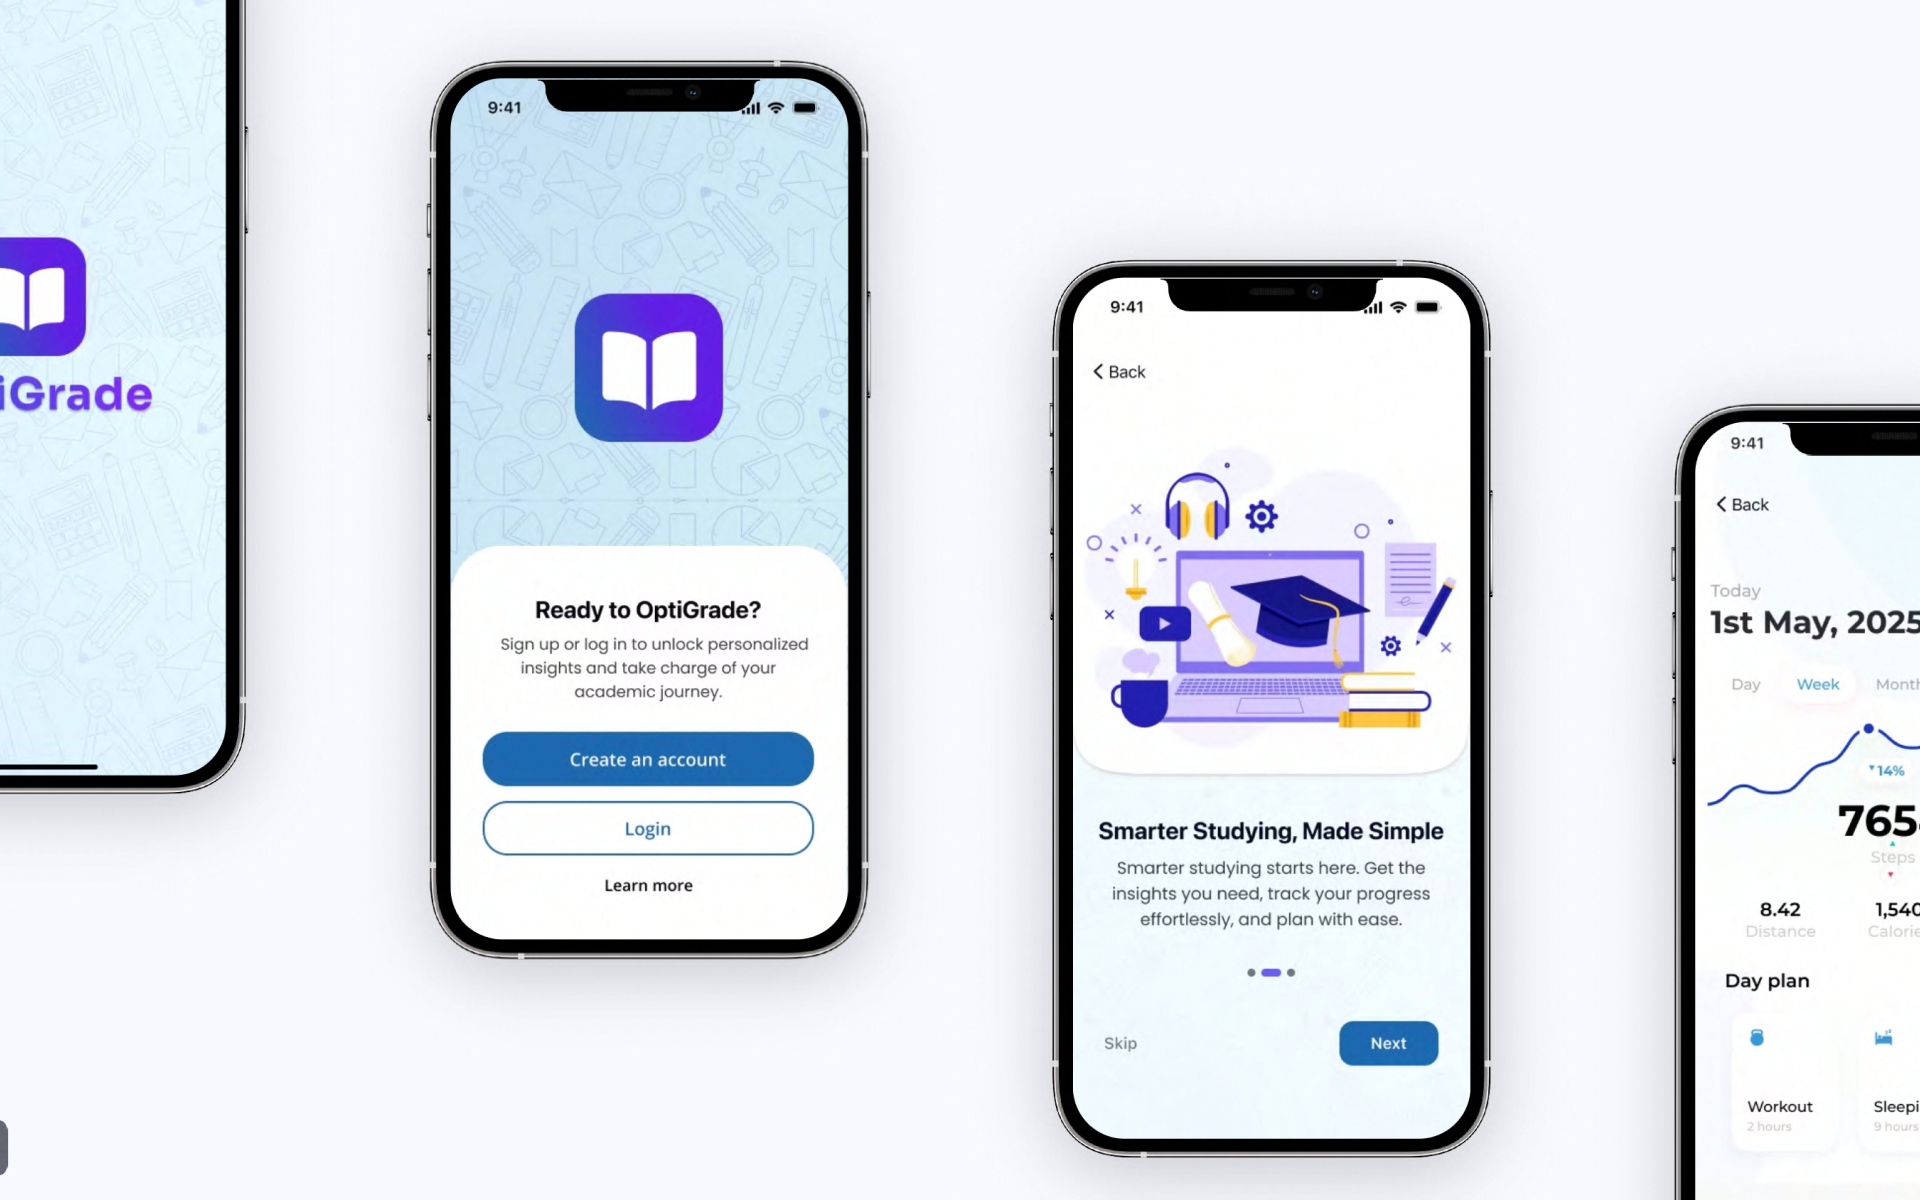 iGrade
9:41
Ready to OptiGrade?
Sign up or log in to unlock personalized
insights and take charge of your
academic journey.
Create an account
Login
Learn more
9:41
Back
Smarter Studying, Made Simple
Smarter studying starts here. Get the
insights you need, track your progress
effortlessly, and plan with ease.
Skip
Next
9:41
Back
Today
1st May, 2025
Day
Week
Month
14%
765
Steps
8.42
Distance
1,540
Calorie
Day plan
Workout
2 hours
Sleepi
9 hours